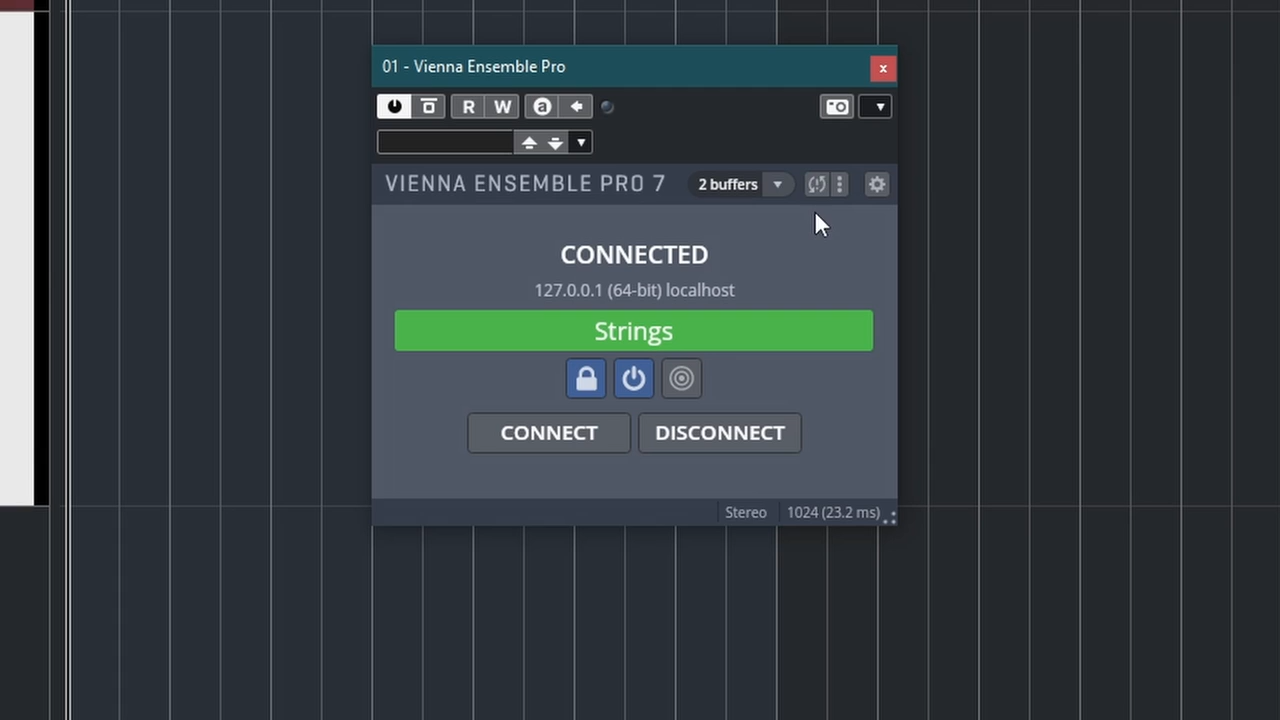 01 - Vienna Ensemble Pro
x
R W a
VIENNA ENSEMBLE PRO 7 2 buffers
CONNECTED
127.0.0.1 (64-bit) localhost
Strings
CONNECT DISCONNECT
Stereo 1024 (23.2 ms)